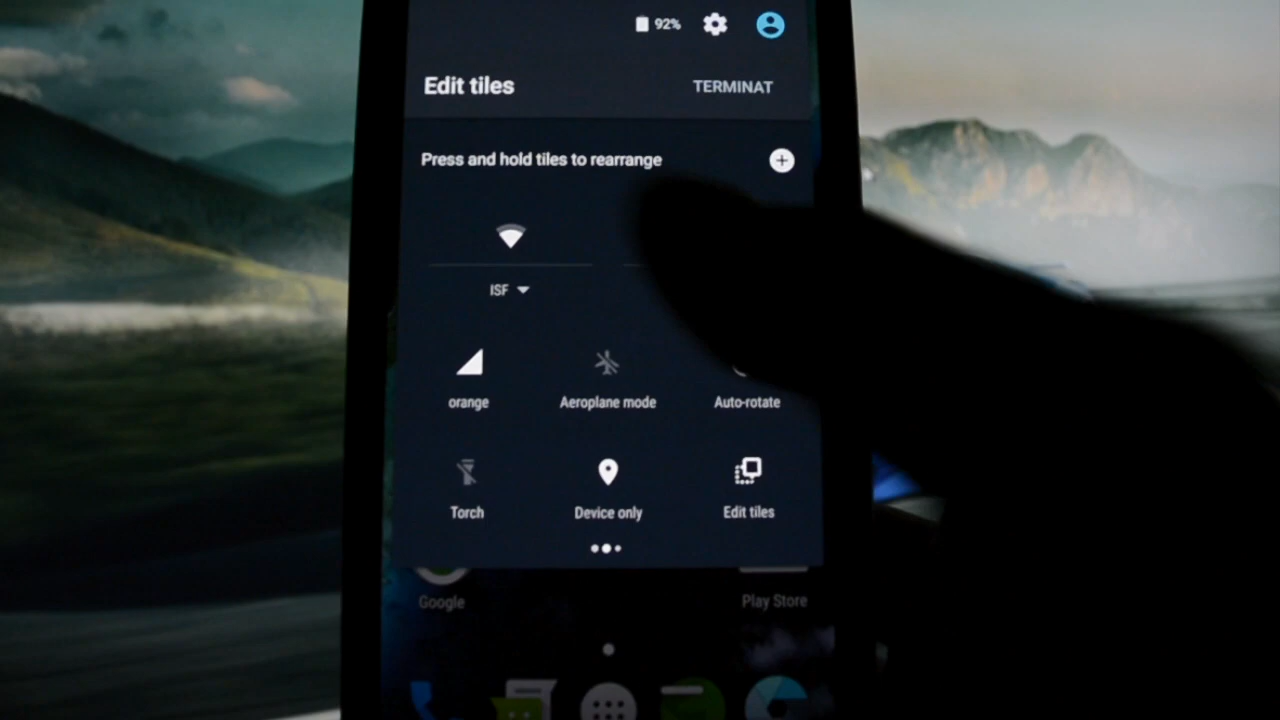 92%
Edit tiles
TERMINAT
Press and hold tiles to rearrange
ISF
orange
Aeroplane mode
Auto-rotate
Torch
Device only
Edit tiles
Google
Play Store